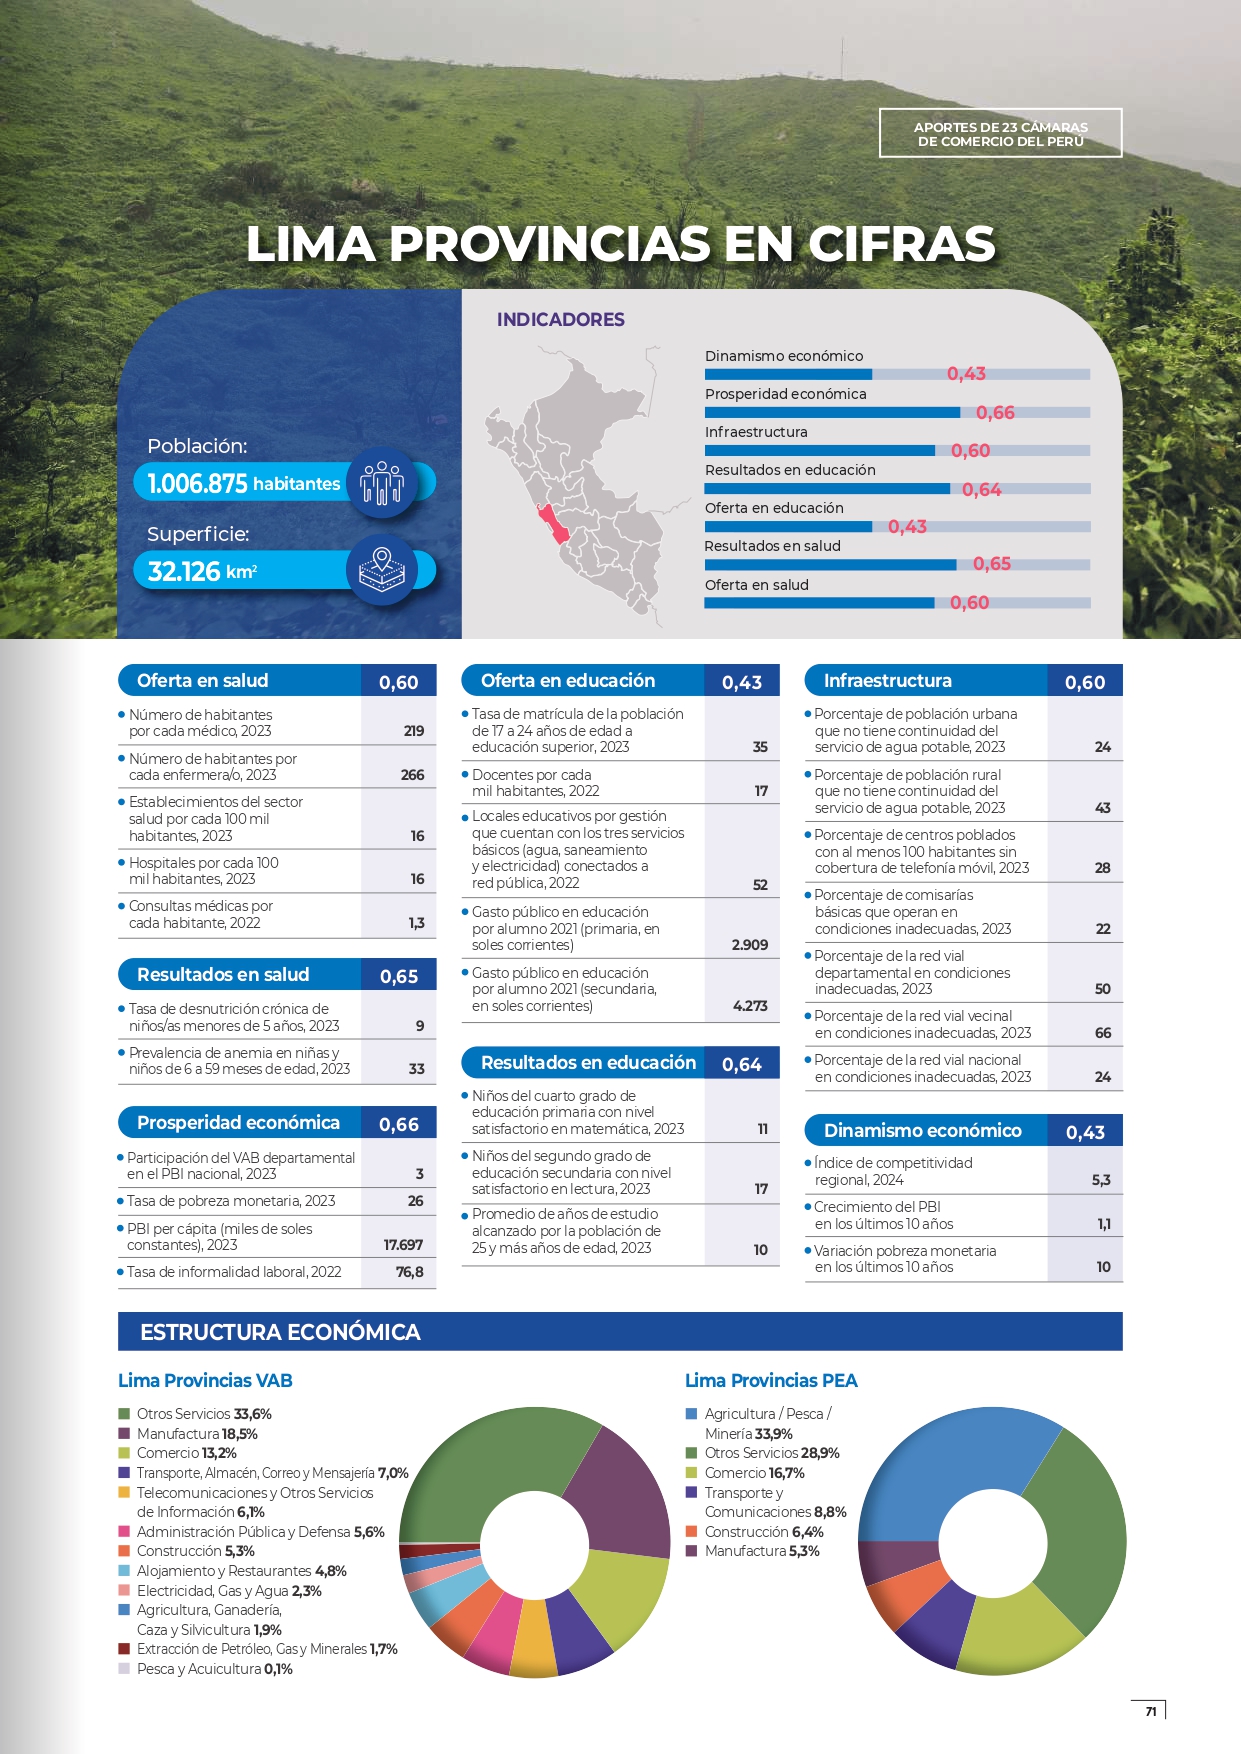 APORTES DE 23 CÁMARAS
DE COMERCIO DEL PERÚ
LIMA PROVINCIAS EN CIFRAS
Población:
1.006.875 habitantes
Superficie:
32.126 km²
INDICADORES
Dinamismo económico
0,43
Prosperidad económica
0,66
Infraestructura
0,60
Resultados en educación
0,64
Oferta en educación
0,43
Resultados en salud
0,65
Oferta en salud
0,60
Oferta en salud 0,60
Número de habitantes
por cada médico, 2023 219
Número de habitantes por
cada enfermera/o, 2023 266
Establecimientos del sector
salud por cada 100 mil
habitantes, 2023 16
Hospitales por cada 100
mil habitantes, 2023 16
Consultas médicas por
cada habitante, 2022 1,3
Resultados en salud 0,65
Tasa de desnutrición crónica de
niños/as menores de 5 años, 2023 9
Prevalencia de anemia en niñas y
niños de 6 a 59 meses de edad, 2023 33
Prosperidad económica 0,66
Participación del VAB departamental
en el PBI nacional, 2023 3
Tasa de pobreza monetaria, 2023 26
PBI per cápita (miles de soles
constantes), 2023 17.697
Tasa de informalidad laboral, 2022 76,8
Oferta en educación 0,43
Tasa de matrícula de la población
de 17 a 24 años de edad a
educación superior, 2023 35
Docentes por cada
mil habitantes, 2022 17
Locales educativos por gestión
que cuentan con los tres servicios
básicos (agua, saneamiento
y electricidad) conectados a
red pública, 2022 52
Gasto público en educación
por alumno 2021 (primaria, en
soles corrientes) 2.909
Gasto público en educación
por alumno 2021 (secundaria,
en soles corrientes) 4.273
Resultados en educación 0,64
Niños del cuarto grado de
educación primaria con nivel
satisfactorio en matemática, 2023 11
Niños del segundo grado de
educación secundaria con nivel
satisfactorio en lectura, 2023 17
Promedio de años de estudio
alcanzado por la población de
25 y más años de edad, 2023 10
Infraestructura 0,60
Porcentaje de población urbana
que no tiene continuidad del
servicio de agua potable, 2023 24
Porcentaje de población rural
que no tiene continuidad del
servicio de agua potable, 2023 43
Porcentaje de centros poblados
con al menos 100 habitantes sin
cobertura de telefonía móvil, 2023 28
Porcentaje de comisarías
básicas que operan en
condiciones inadecuadas, 2023 22
Porcentaje de la red vial
departamental en condiciones
inadecuadas, 2023 50
Porcentaje de la red vial vecinal
en condiciones inadecuadas, 2023 66
Porcentaje de la red vial nacional
en condiciones inadecuadas, 2023 24
Dinamismo económico 0,43
Índice de competitividad
regional, 2024 5,3
Crecimiento del PBI
en los últimos 10 años 1,1
Variación pobreza monetaria
en los últimos 10 años 10
ESTRUCTURA ECONÓMICA
Lima Provincias VAB
Otros Servicios 33,6%
Manufactura 18,5%
Comercio 13,2%
Transporte, Almacén, Correo y Mensajería 7,0%
Telecomunicaciones y Otros Servicios
de Información 6,1%
Administración Pública y Defensa 5,6%
Construcción 5,3%
Alojamiento y Restaurantes 4,8%
Electricidad, Gas y Agua 2,3%
Agricultura, Ganadería,
Caza y Silvicultura 1,9%
Extracción de Petróleo, Gas y Minerales 1,7%
Pesca y Acuicultura 0,1%
Lima Provincias PEA
Agricultura / Pesca /
Minería 33,9%
Otros Servicios 28,9%
Comercio 16,7%
Transporte y
Comunicaciones 8,8%
Construcción 6,4%
Manufactura 5,3%
71